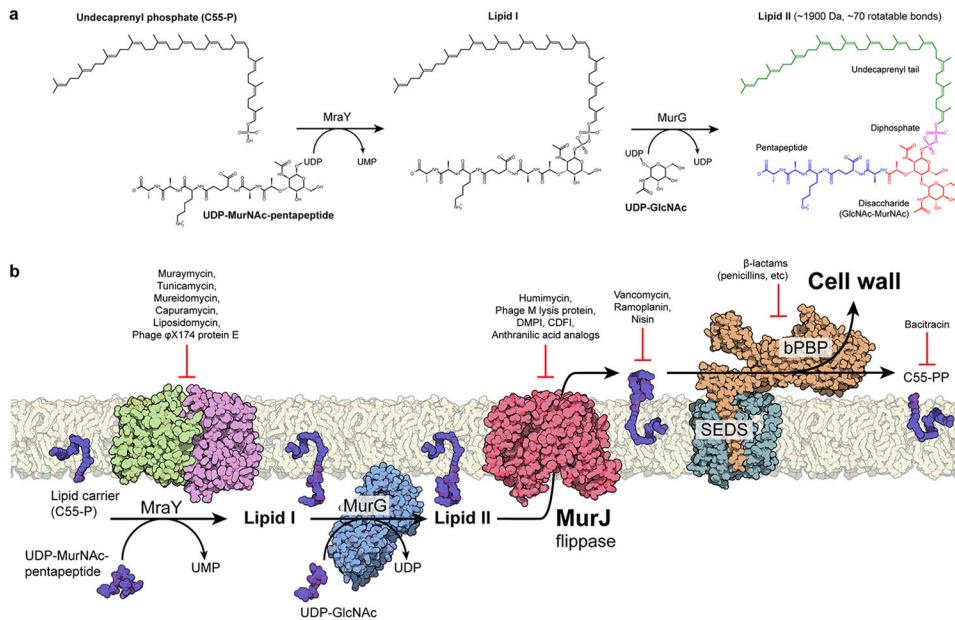 a
Undecaprenyl phosphate (C55-P)
Lipid I
Lipid II (~1900 Da, ~70 rotatable bonds)
Undecaprenyl tail
MraY
UDP
UMP
UDP-MurNAc-pentapeptide
MurG
UDP
UDP
UDP-GlcNAc
Diphosphate
Pentapeptide
Disaccharide
(GlcNAc-MurNAc)
b
Muraymycin,
Tunicamycin,
Mureidomycin,
Capuramycin,
Liposidomycin,
Phage φX174 protein E
Humimycin,
Phage M lysis protein,
DMPI, CDFI,
Anthranilic acid analogs
Vancomycin,
Ramoplanin,
Nisin
β-lactams
(penicillins, etc)
Cell wall
bPBP
Bacitracin
C55-PP
SEDS
Lipid carrier
(C55-P)
MraY
Lipid I
MurG
Lipid II
MurJ
flippase
UDP-MurNAc-
pentapeptide
UMP
UDP
UDP-GlcNAc